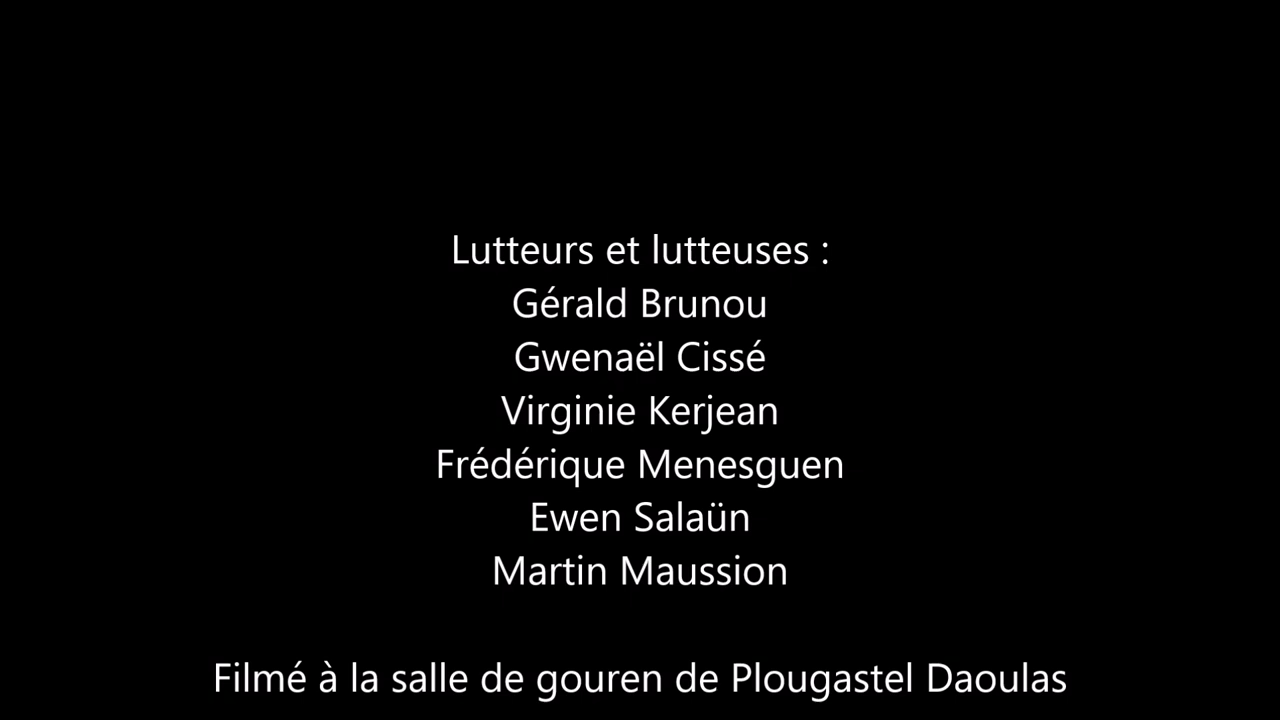 Lutteurs et lutteuses :
Gérald Brunou
Gwenaël Cissé
Virginie Kerjean
Frédérique Menesguen
Ewen Salaün
Martin Maussion
Filmé à la salle de gouren de Plougastel Daoulas